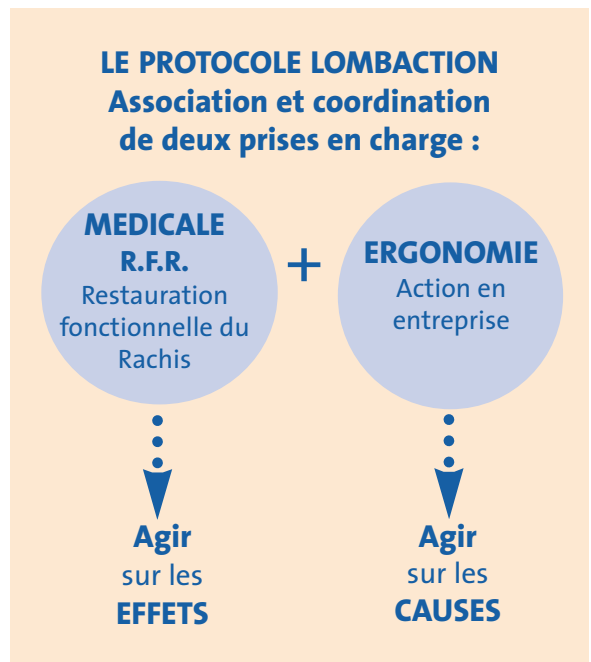 LE PROTOCOLE LOMBACTION
Association et coordination
de deux prises en charge :
MEDICALE
R.F.R.
Restauration
fonctionnelle du
Rachis
+
ERGONOMIE
Action en
entreprise
Agir
sur les
EFFETS
Agir
sur les
CAUSES